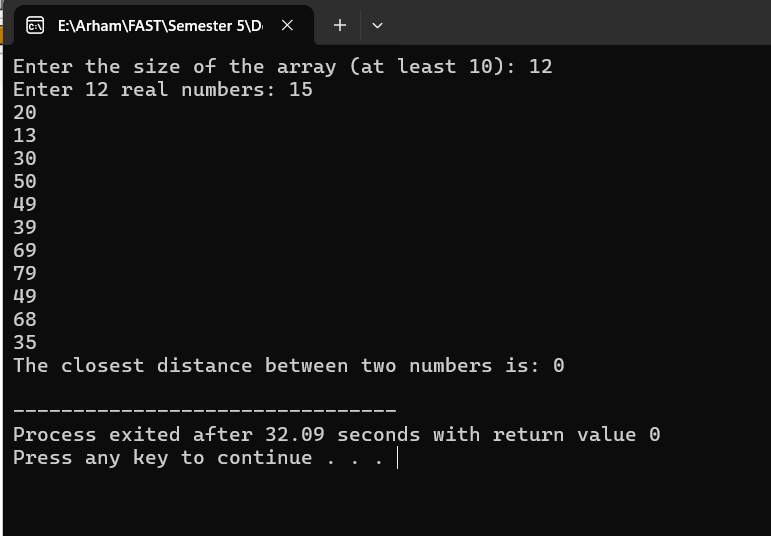 E:\Arham\FAST\Semester 5\D
Enter the size of the array (at least 10): 12
Enter 12 real numbers: 15
20
13
30
50
49
39
69
79
49
68
35
The closest distance between two numbers is: 0
--------------------------------
Process exited after 32.09 seconds with return value 0
Press any key to continue . . .